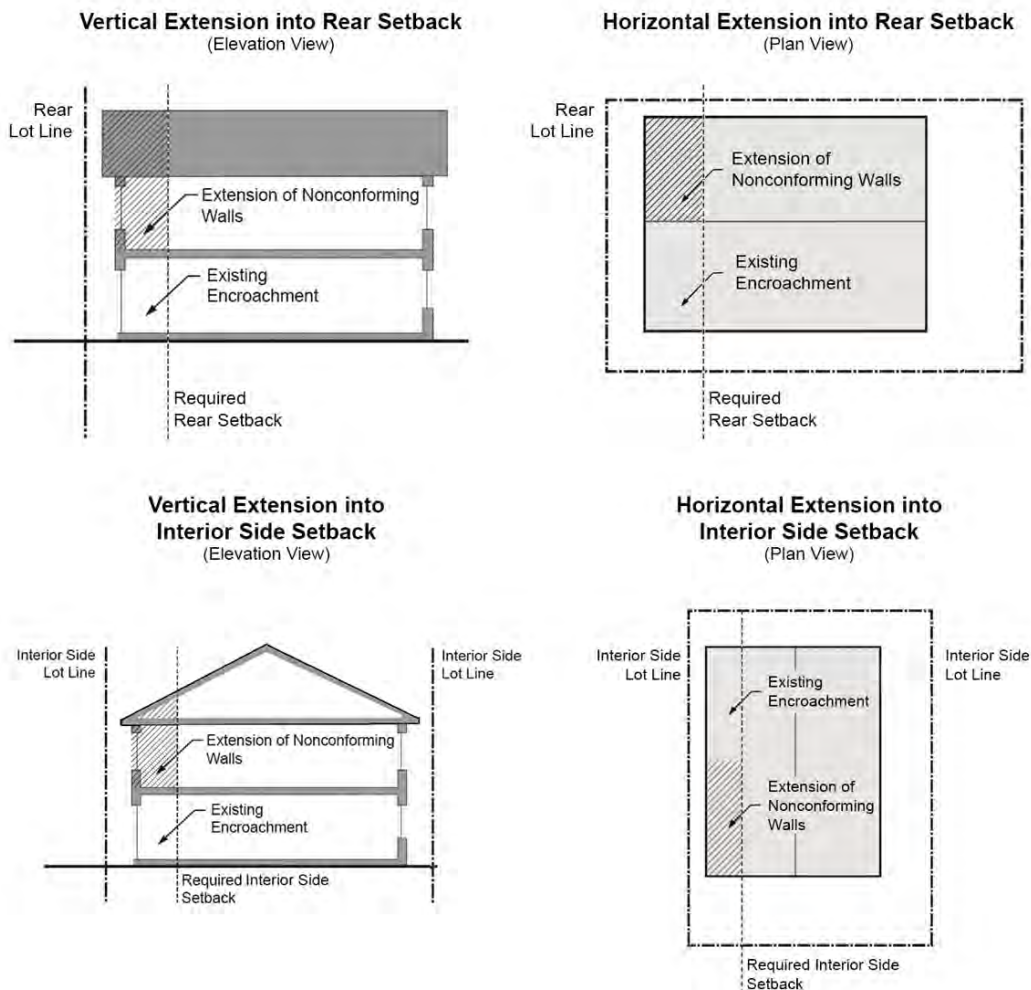 Vertical Extension into Rear Setback
(Elevation View)
Rear
Lot Line
Extension of Nonconforming
Walls
Existing
Encroachment
Required
Rear Setback
Horizontal Extension into Rear Setback
(Plan View)
Rear
Lot Line
Extension of
Nonconforming Walls
Existing
Encroachment
Required
Rear Setback
Vertical Extension into
Interior Side Setback
(Elevation View)
Interior Side
Lot Line
Interior Side
Lot Line
Extension of Nonconforming
Walls
Existing
Encroachment
Required Interior Side
Setback
Horizontal Extension into
Interior Side Setback
(Plan View)
Interior Side
Lot Line
Interior Side
Lot Line
Existing
Encroachment
Extension of
Nonconforming
Walls
Required Interior Side
Setback